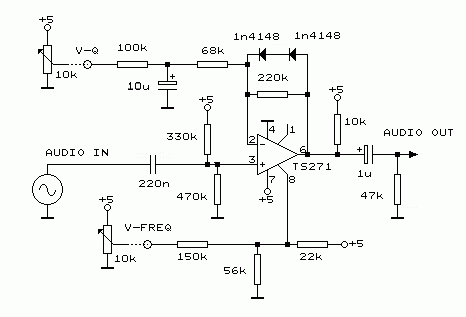 +5
V-Q
1n4148
1n4148
100k
68k
10k
+
10u
220k
+5
+5
330k
4
1
10k
2
6
AUDIO OUT
AUDIO IN
3
TS271
+
220n
7
8
1u
470k
+5
47k
+5
V-FREQ
+5
10k
150k
56k
22k